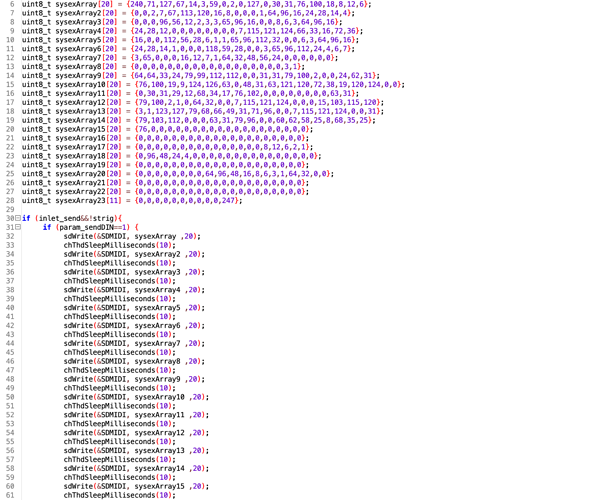 6 uint8_t sysexArray[20] = {240,71,127,67,14,3,59,0,2,0,127,0,30,31,76,100,18,8,12,6};
7 uint8_t sysexArray2[20] = {0,0,2,7,67,113,120,16,8,0,0,0,1,64,96,16,24,28,14,4};
8 uint8_t sysexArray3[20] = {0,0,0,96,56,12,2,3,3,65,96,16,0,0,8,6,3,64,96,16};
9 uint8_t sysexArray4[20] = {24,28,12,0,0,0,0,0,0,0,7,115,121,124,66,33,16,72,36};
10 uint8_t sysexArray5[20] = {16,0,0,112,56,28,6,1,1,65,96,112,32,0,0,6,3,64,96,16};
11 uint8_t sysexArray6[20] = {24,28,14,1,0,0,0,118,59,28,0,0,3,65,96,112,24,4,6,7};
12 uint8_t sysexArray7[20] = {3,65,0,0,0,16,12,7,1,64,32,48,56,24,0,0,0,0,0,0};
13 uint8_t sysexArray8[20] = {0,0,0,0,0,0,0,0,0,0,0,0,0,0,0,0,0,0,3,1};
14 uint8_t sysexArray9[20] = {64,64,33,24,79,99,112,112,0,0,31,31,79,100,2,0,0,24,62,31};
15 uint8_t sysexArray10[20] = {76,100,19,9,124,126,63,0,48,31,63,121,120,72,38,19,120,124,0,0};
16 uint8_t sysexArray11[20] = {0,30,31,29,12,68,34,17,76,102,0,0,0,0,0,0,0,0,63,31};
17 uint8_t sysexArray12[20] = {79,100,2,1,0,64,32,0,0,7,115,121,124,0,0,0,15,103,115,120};
18 uint8_t sysexArray13[20] = {3,1,123,127,79,68,66,49,31,71,96,0,0,7,115,121,124,0,0,31};
19 uint8_t sysexArray14[20] = {79,103,112,0,0,0,63,31,79,96,0,0,60,62,58,25,8,68,35,25};
20 uint8_t sysexArray15[20] = {76,0,0,0,0,0,0,0,0,0,0,0,0,0,0,0,0,0,0,0};
21 uint8_t sysexArray16[20] = {0,0,0,0,0,0,0,0,0,0,0,0,0,0,0,0,0,0,0,0};
22 uint8_t sysexArray17[20] = {0,0,0,0,0,0,0,0,0,0,0,0,0,0,0,8,12,6,2,1};
23 uint8_t sysexArray18[20] = {0,96,48,24,4,0,0,0,0,0,0,0,0,0,0,0,0,0,0,0};
24 uint8_t sysexArray19[20] = {0,0,0,0,0,0,0,0,0,0,0,0,0,0,0,0,0,0,0,0};
25 uint8_t sysexArray20[20] = {0,0,0,0,0,0,0,0,64,96,48,16,8,6,3,1,64,32,0,0};
26 uint8_t sysexArray21[20] = {0,0,0,0,0,0,0,0,0,0,0,0,0,0,0,0,0,0,0,0};
27 uint8_t sysexArray22[20] = {0,0,0,0,0,0,0,0,0,0,0,0,0,0,0,0,0,0,0,0};
28 uint8_t sysexArray23[11] = {0,0,0,0,0,0,0,0,0,0,247};
29
30 if (inlet_send&&!strig){
31 if (param_sendDIN==1) {
32 sdWrite(&SDMIDI, sysexArray ,20);
33 chThdSleepMilliseconds(10);
34 sdWrite(&SDMIDI, sysexArray2 ,20);
35 chThdSleepMilliseconds(10);
36 sdWrite(&SDMIDI, sysexArray3 ,20);
37 chThdSleepMilliseconds(10);
38 sdWrite(&SDMIDI, sysexArray4 ,20);
39 chThdSleepMilliseconds(10);
40 sdWrite(&SDMIDI, sysexArray5 ,20);
41 chThdSleepMilliseconds(10);
42 sdWrite(&SDMIDI, sysexArray6 ,20);
43 chThdSleepMilliseconds(10);
44 sdWrite(&SDMIDI, sysexArray7 ,20);
45 chThdSleepMilliseconds(10);
46 sdWrite(&SDMIDI, sysexArray8 ,20);
47 chThdSleepMilliseconds(10);
48 sdWrite(&SDMIDI, sysexArray9 ,20);
49 chThdSleepMilliseconds(10);
50 sdWrite(&SDMIDI, sysexArray10 ,20);
51 chThdSleepMilliseconds(10);
52 sdWrite(&SDMIDI, sysexArray11 ,20);
53 chThdSleepMilliseconds(10);
54 sdWrite(&SDMIDI, sysexArray12 ,20);
55 chThdSleepMilliseconds(10);
56 sdWrite(&SDMIDI, sysexArray13 ,20);
57 chThdSleepMilliseconds(10);
58 sdWrite(&SDMIDI, sysexArray14 ,20);
59 chThdSleepMilliseconds(10);
60 sdWrite(&SDMIDI, sysexArray15 ,20);
61 chThdSleepMilliseconds(10);